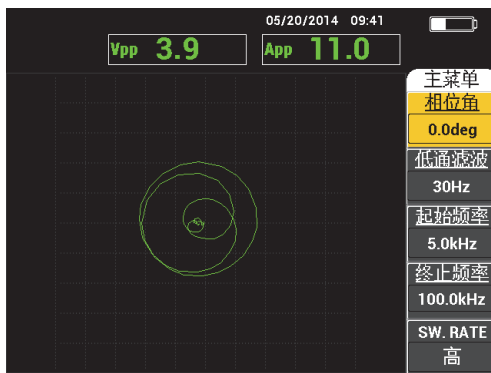 05/20/2014 09:41
Vpp 3.9 App 11.0
主菜单
相位角
0.0deg
低通滤波
30Hz
起始频率
5.0kHz
终止频率
100.0kHz
SW. RATE
高